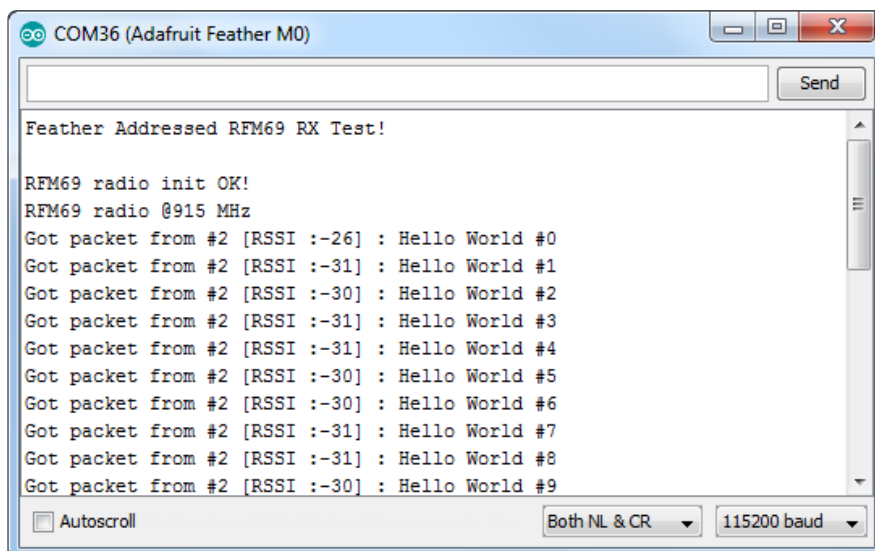 COM36 (Adafruit Feather M0)
Send
Feather Addressed RFM69 RX Test!
RFM69 radio init OK!
RFM69 radio @915 MHz
Got packet from #2 [RSSI :-26] : Hello World #0
Got packet from #2 [RSSI :-31] : Hello World #1
Got packet from #2 [RSSI :-30] : Hello World #2
Got packet from #2 [RSSI :-31] : Hello World #3
Got packet from #2 [RSSI :-31] : Hello World #4
Got packet from #2 [RSSI :-30] : Hello World #5
Got packet from #2 [RSSI :-30] : Hello World #6
Got packet from #2 [RSSI :-31] : Hello World #7
Got packet from #2 [RSSI :-31] : Hello World #8
Got packet from #2 [RSSI :-30] : Hello World #9
Autoscroll Both NL & CR 115200 baud